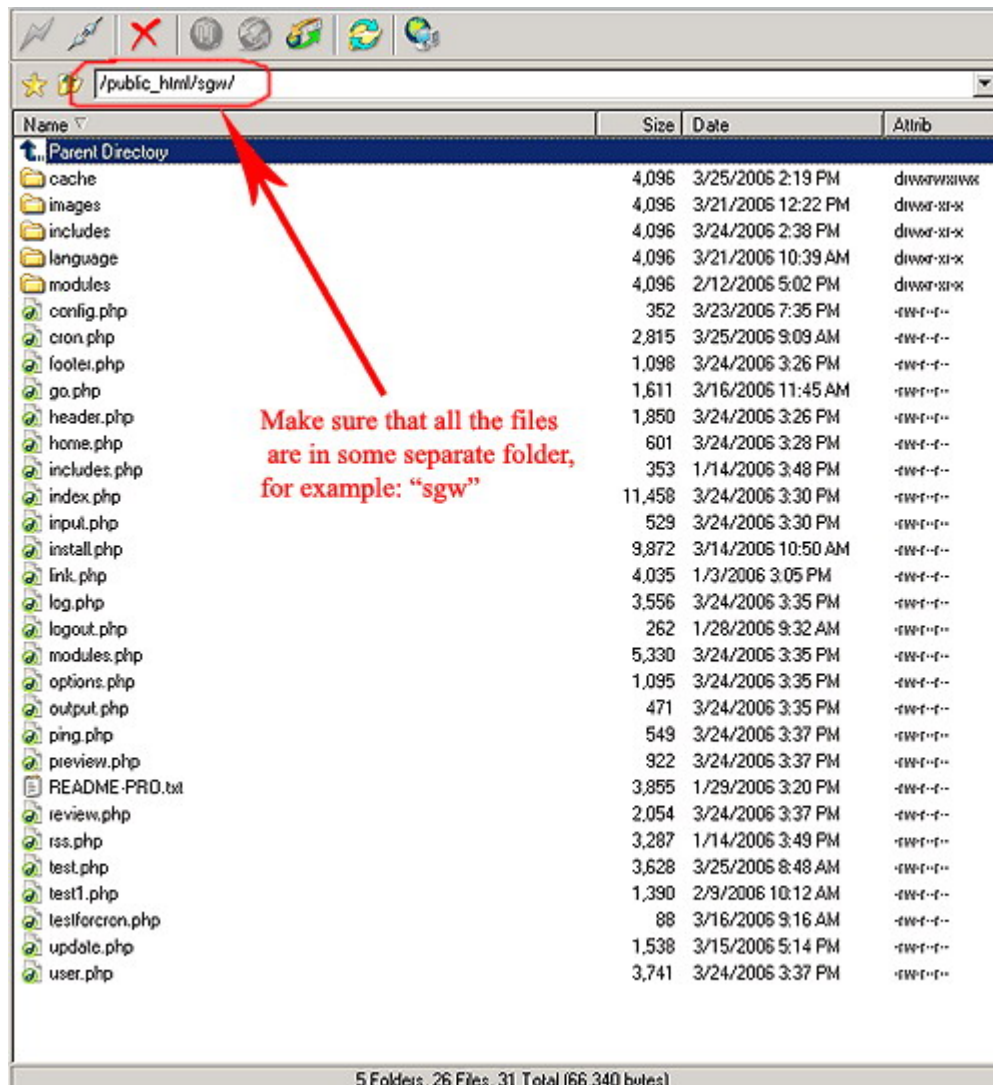 /public_html/sgw/
Name Size Date Attrib
Parent Directory
cache 4,096 3/25/2006 2:19 PM drwxrwxrwx
images 4,096 3/21/2006 12:22 PM drwxr-xr-x
includes 4,096 3/24/2006 2:38 PM drwxr-xr-x
language 4,096 3/21/2006 10:39 AM drwxr-xr-x
modules 4,096 2/12/2006 5:02 PM drwxr-xr-x
config.php 352 3/23/2006 7:35 PM -rw-r--r--
cron.php 2,815 3/25/2006 9:09 AM -rw-r--r--
footer.php 1,098 3/24/2006 3:26 PM -rw-r--r--
go.php 1,611 3/16/2006 11:45 AM -rw-r--r--
header.php 1,850 3/24/2006 3:26 PM -rw-r--r--
home.php 601 3/24/2006 3:28 PM -rw-r--r--
includes.php 353 1/14/2006 3:48 PM -rw-r--r--
index.php 11,458 3/24/2006 3:30 PM -rw-r--r--
input.php 529 3/24/2006 3:30 PM -rw-r--r--
install.php 9,872 3/14/2006 10:50 AM -rw-r--r--
link.php 4,035 1/3/2006 3:05 PM -rw-r--r--
log.php 3,556 3/24/2006 3:35 PM -rw-r--r--
logout.php 262 1/28/2006 9:32 AM -rw-r--r--
modules.php 5,330 3/24/2006 3:35 PM -rw-r--r--
options.php 1,095 3/24/2006 3:35 PM -rw-r--r--
output.php 471 3/24/2006 3:35 PM -rw-r--r--
ping.php 549 3/24/2006 3:37 PM -rw-r--r--
preview.php 922 3/24/2006 3:37 PM -rw-r--r--
README-PRO.txt 3,855 1/29/2006 3:20 PM -rw-r--r--
review.php 2,054 3/24/2006 3:37 PM -rw-r--r--
rss.php 3,287 1/14/2006 3:49 PM -rw-r--r--
test.php 3,628 3/25/2006 8:48 AM -rw-r--r--
test1.php 1,390 2/9/2006 10:12 AM -rw-r--r--
testforcron.php 88 3/16/2006 9:16 AM -rw-r--r--
update.php 1,538 3/15/2006 5:14 PM -rw-r--r--
user.php 3,741 3/24/2006 3:37 PM -rw-r--r--
Make sure that all the files
are in some separate folder,
for example: “sgw”
5 Folders, 26 Files, 31 Total (66,340 bytes)